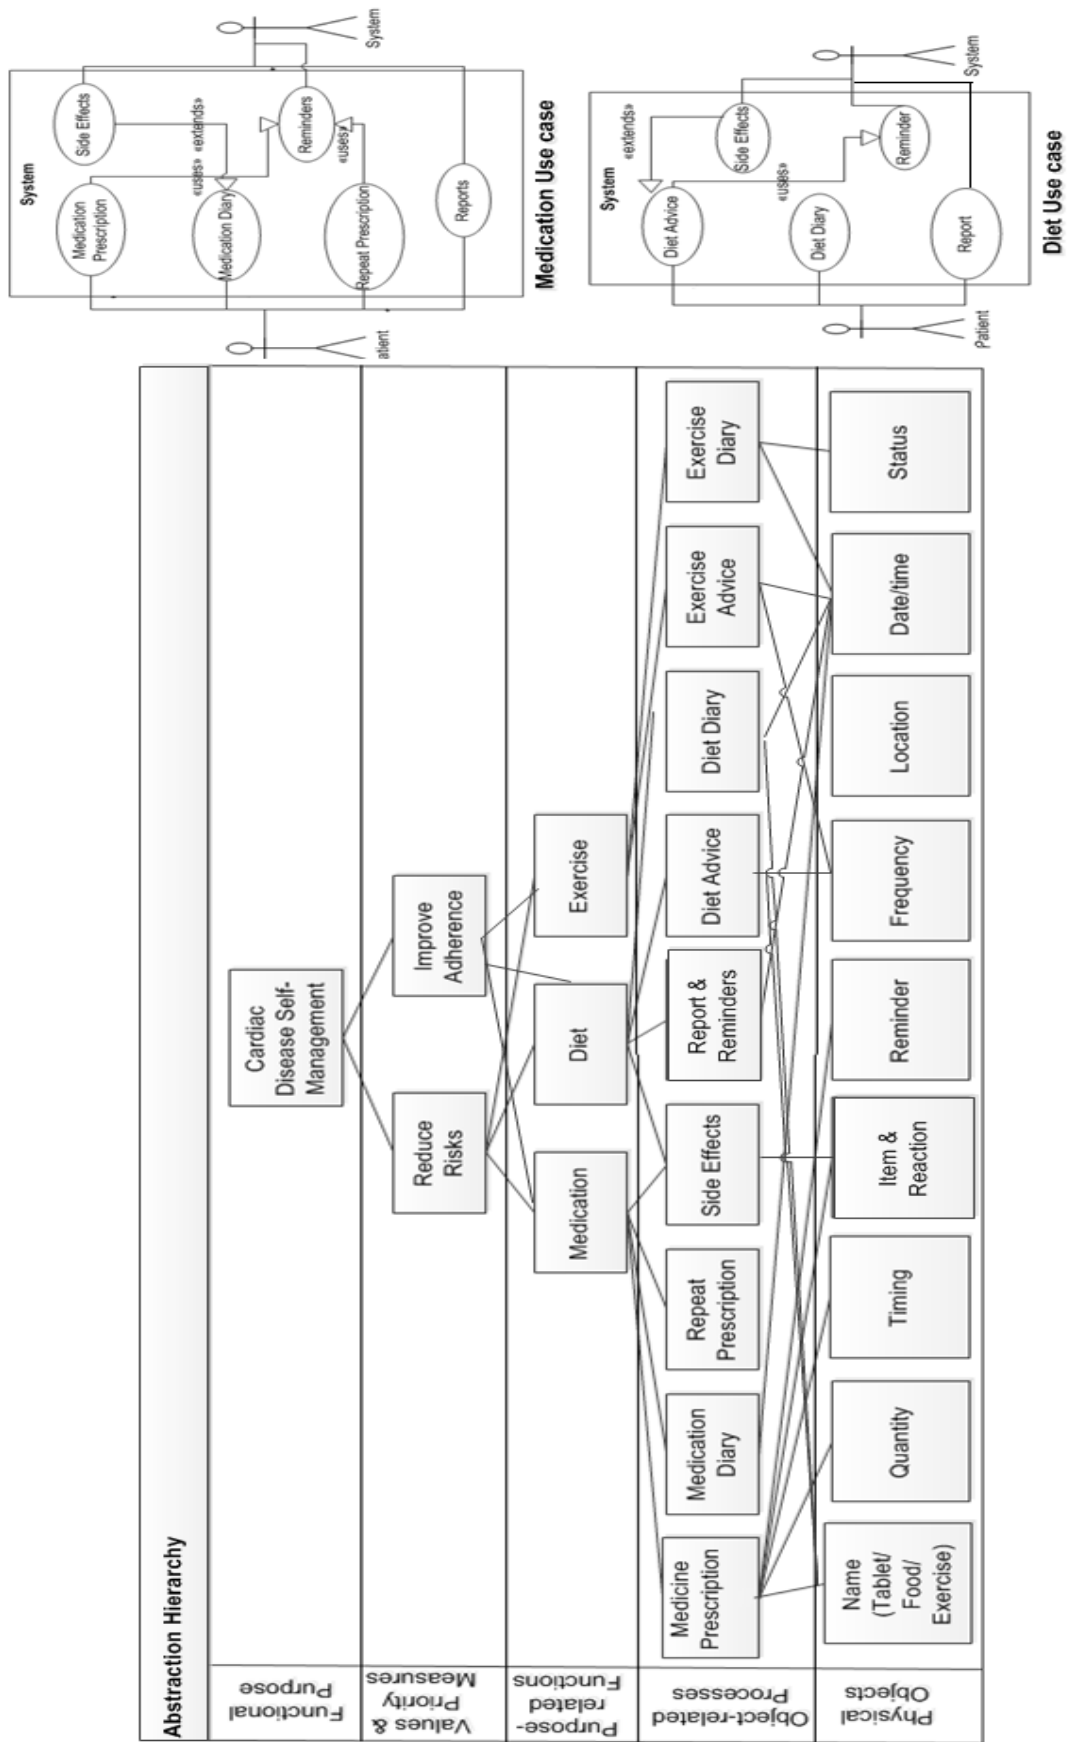 Abstraction Hierarchy
Functional
Purpose
Cardiac
Disease Self-
Management
Values &
Priority
Measures
Reduce
Risks
Improve
Adherence
Purpose-
related
Functions
Medication
Diet
Exercise
Object-related
Processes
Medicine
Prescription
Medication
Diary
Repeat
Prescription
Side Effects
Report &
Reminders
Diet Advice
Diet Diary
Exercise
Advice
Exercise
Diary
Physical
Objects
Name
(Tablet/
Food/
Exercise)
Quantity
Timing
Item &
Reaction
Reminder
Frequency
Location
Date/time
Status
System
Medication
Prescription
Side Effects
«uses» «extends»
Medication Diary
Reminders
«uses»
Repeat Prescription
Reports
atient
System
Medication Use case
System
«extends»
Diet Advice
Side Effects
«uses»
Diet Diary
Reminder
Report
Patient
System
Diet Use case